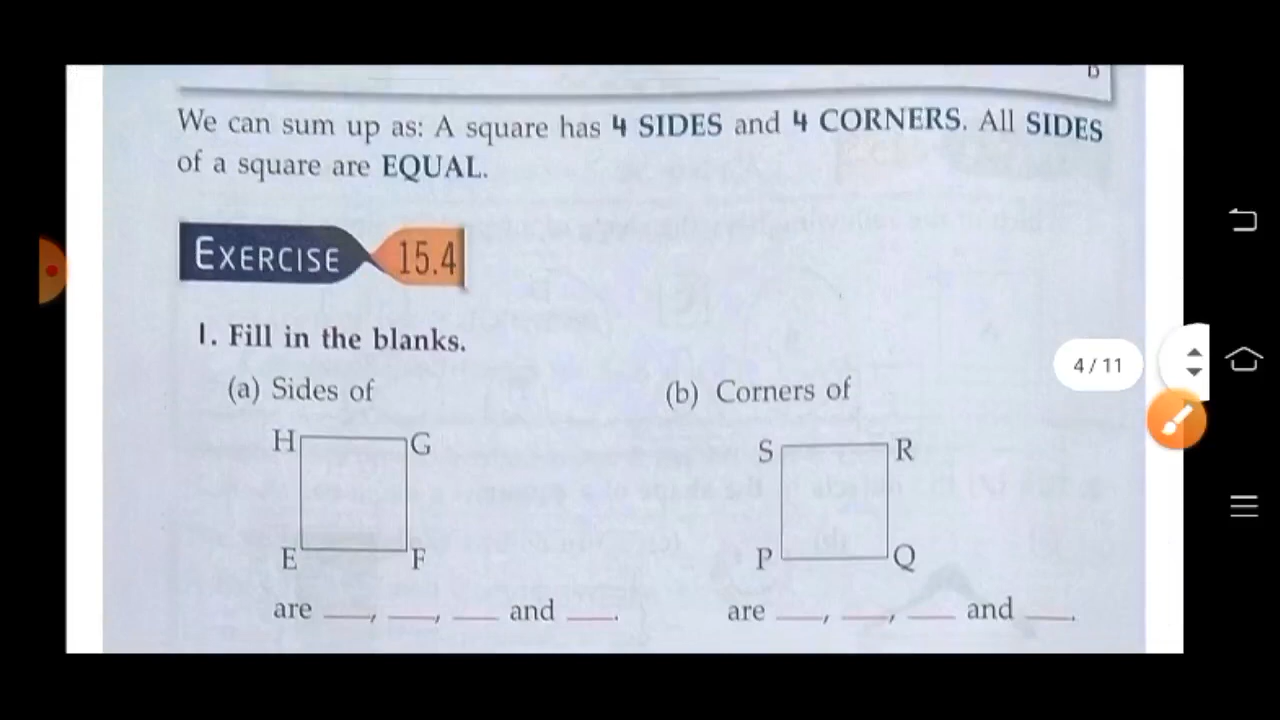 D
We can sum up as: A square has 4 SIDES and 4 CORNERS. All SIDES
of a square are EQUAL.
EXERCISE 15.4
1. Fill in the blanks.
4 / 11
(a) Sides of (b) Corners of
H G S R
E F P Q
are ___, ___, ___ and ___. are ___, ___, ___ and ___.